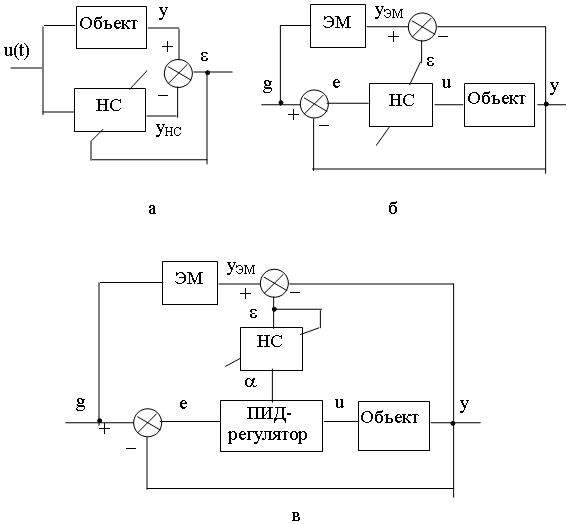 Объект
y
+
ε
u(t)
–
НС
yНС
а
ЭМ
yЭМ
+
–
ε
g
e
НС
u
Объект
y
+
–
б
ЭМ
yЭМ
+
–
ε
НС
α
g
e
ПИД-
регулятор
u
Объект
y
+
–
в